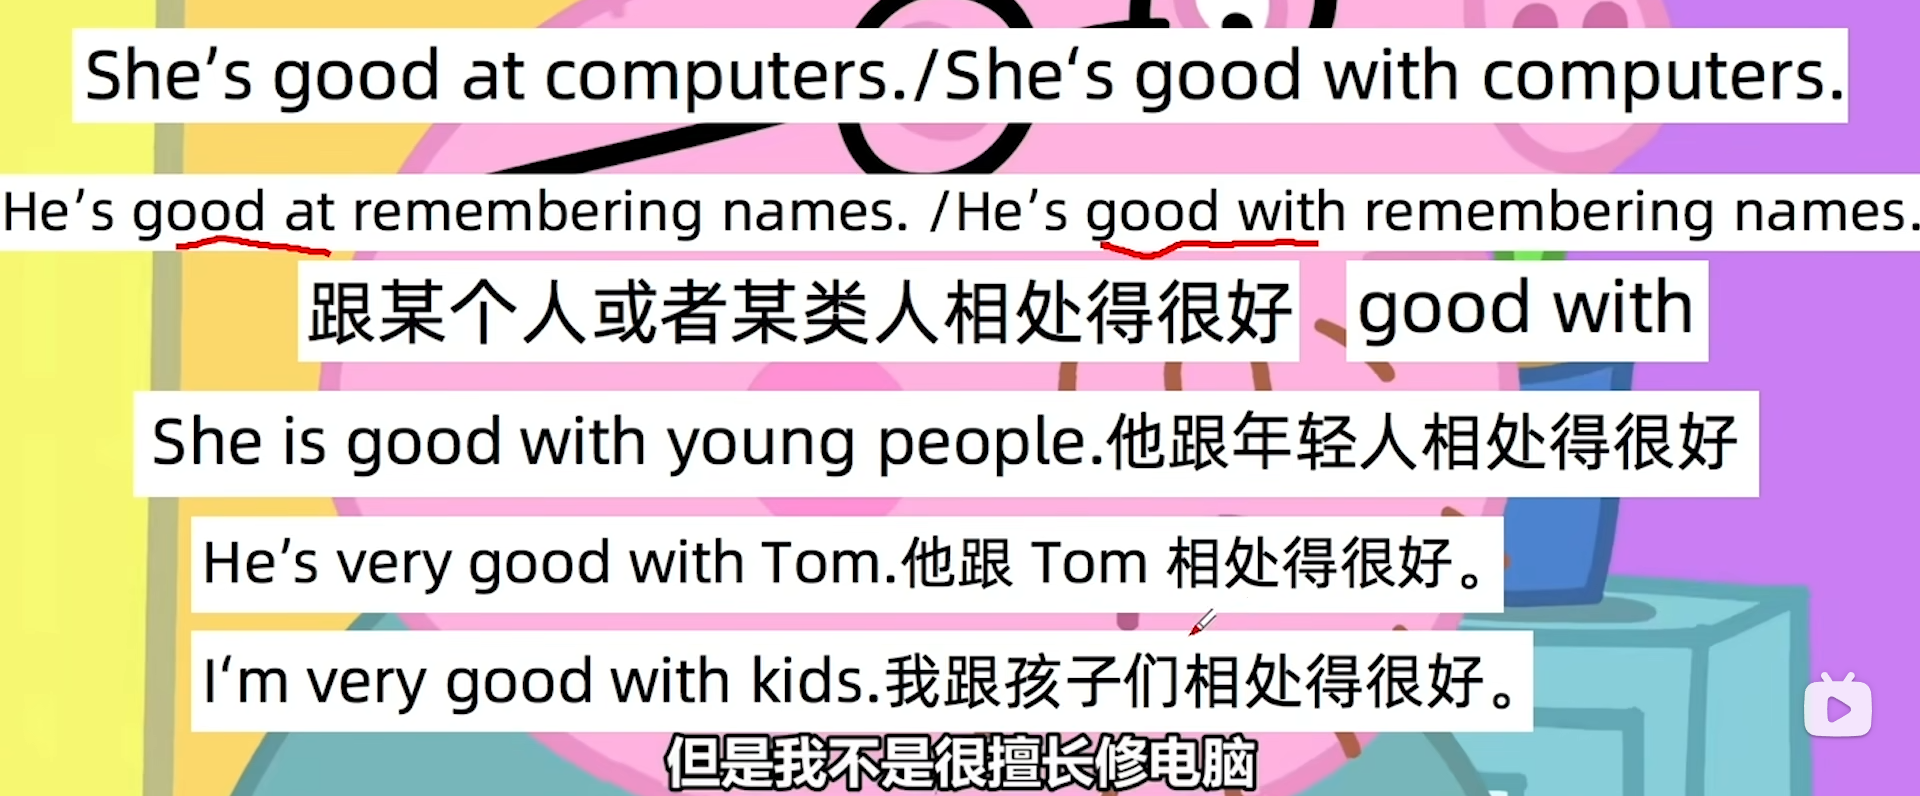 She’s good at computers./She‘s good with computers.
He’s good at remembering names. /He’s good with remembering names.
跟某个人或者某类人相处得很好 good with
She is good with young people.他跟年轻人相处得很好
He’s very good with Tom.他跟 Tom 相处得很好。
I‘m very good with kids.我跟孩子们相处得很好。
但是我不是很擅长修电脑